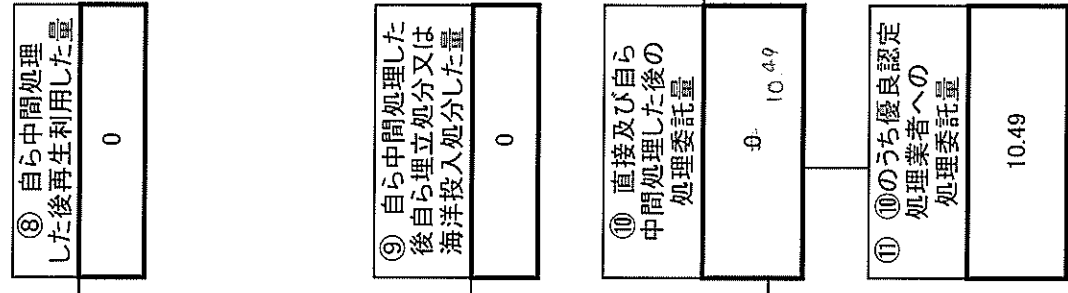 ⑧ 自ら中間処理
した後再生利用した量
0
⑨ 自ら中間処理した
後自ら埋立処分又は
海洋投入処分した量
0
⑩ 直接及び自ら
中間処理した後の
処理委託量
0 10.49
⑪ ⑩のうち優良認定
処理業者への
処理委託量
10.49